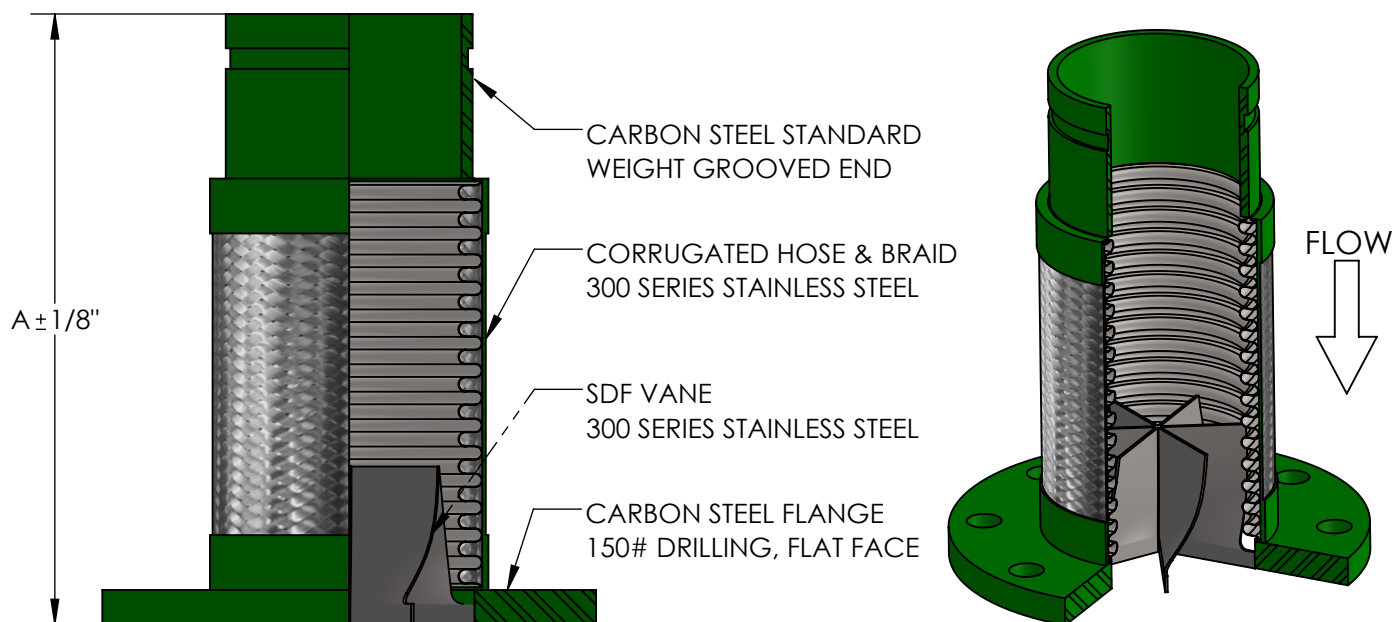 CARBON STEEL STANDARD
WEIGHT GROOVED END
CORRUGATED HOSE & BRAID
300 SERIES STAINLESS STEEL
FLOW
A ±1/8"
SDF VANE
300 SERIES STAINLESS STEEL
CARBON STEEL FLANGE
150# DRILLING, FLAT FACE